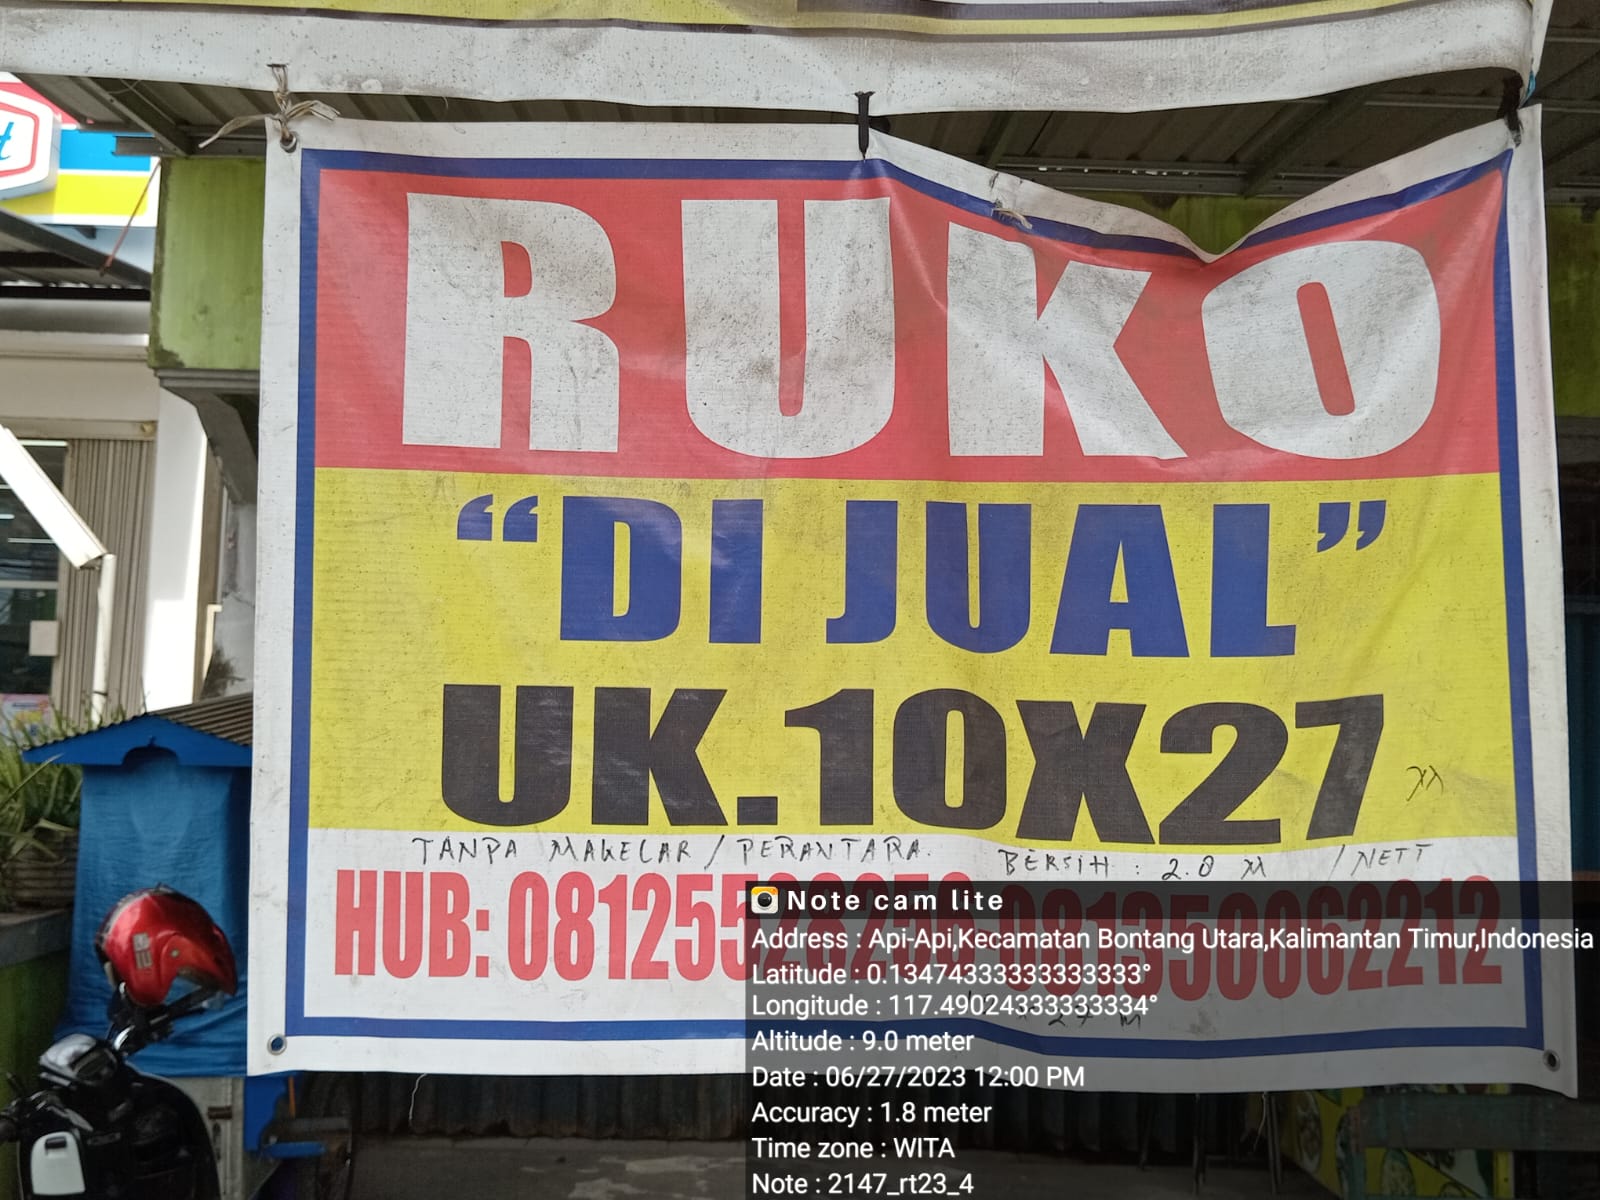 RUKO
“DI JUAL”
UK.10X27
TANPA MAKELAR / PERANTARA. BERSIH : 2.0 M / NETT
HUB: 081350062212
Note cam lite
Address : Api-Api,Kecamatan Bontang Utara,Kalimantan Timur,Indonesia
Latitude : 0.13474333333333333°
Longitude : 117.49024333333334°
Altitude : 9.0 meter
Date : 06/27/2023 12:00 PM
Accuracy : 1.8 meter
Time zone : WITA
Note : 2147_rt23_4